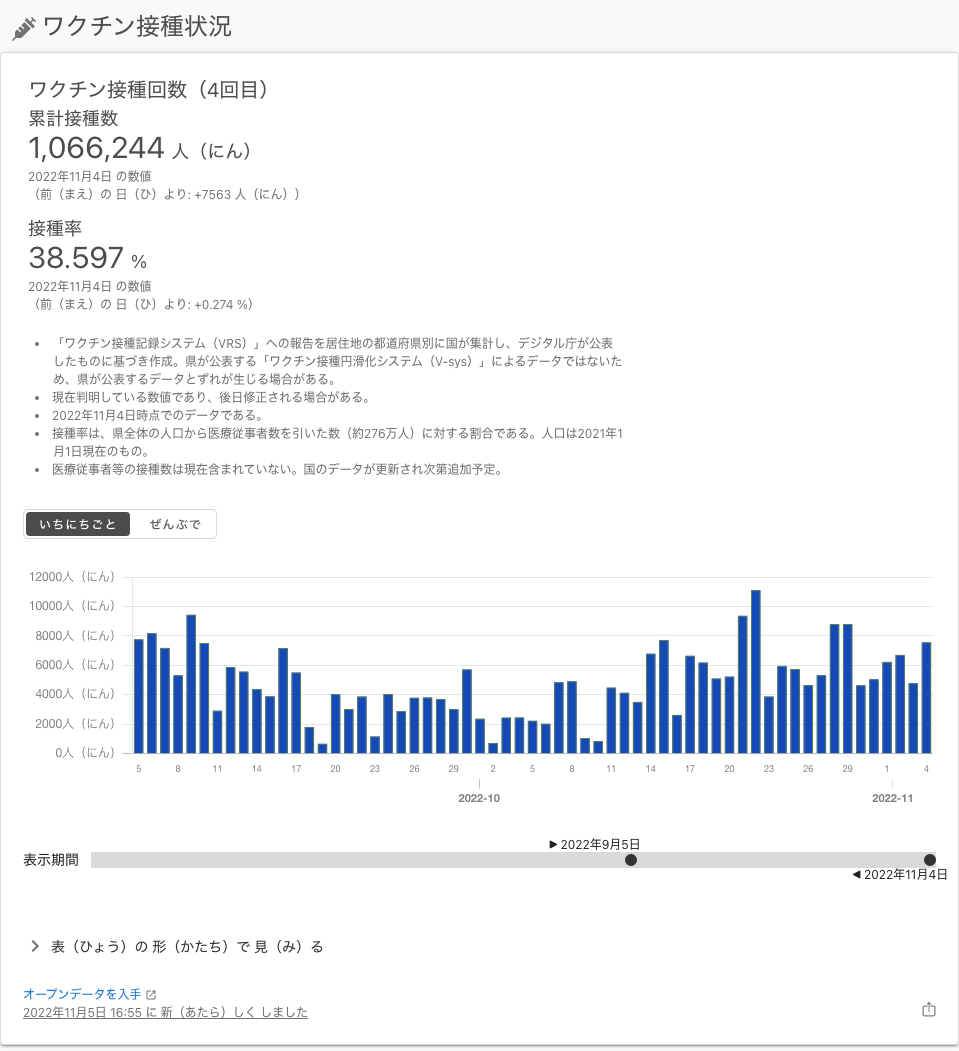 ワクチン接種状況
ワクチン接種回数（4回目）
累計接種数
1,066,244 人（にん）
2022年11月4日 の数値
（前（まえ）の 日（ひ）より: +7563 人（にん））
接種率
38.597 %
2022年11月4日 の数値
（前（まえ）の 日（ひ）より: +0.274 %）
• 「ワクチン接種記録システム（VRS）」への報告を居住地の都道府県別に国が集計し、デジタル庁が公表
したものに基づき作成。県が公表する「ワクチン接種円滑化システム（V-sys）」によるデータではないた
め、県が公表するデータとずれが生じる場合がある。
• 現在判明している数値であり、後日修正される場合がある。
• 2022年11月4日時点でのデータである。
• 接種率は、県全体の人口から医療従事者数を引いた数（約276万人）に対する割合である。人口は2021年1
月1日現在のもの。
• 医療従事者等の接種数は現在含まれていない。国のデータが更新され次第追加予定。
いちにちごと ぜんぶで
12000人（にん）
10000人（にん）
8000人（にん）
6000人（にん）
4000人（にん）
2000人（にん）
0人（にん）
5 8 11 14 17 20 23 26 29 2 5 8 11 14 17 20 23 26 29 1 4
2022-10 2022-11
▶ 2022年9月5日
表示期間
◀ 2022年11月4日
表（ひょう）の 形（かたち）で 見（み）る
オープンデータを入手
2022年11月5日 16:55 に 新（あたら）しく しました